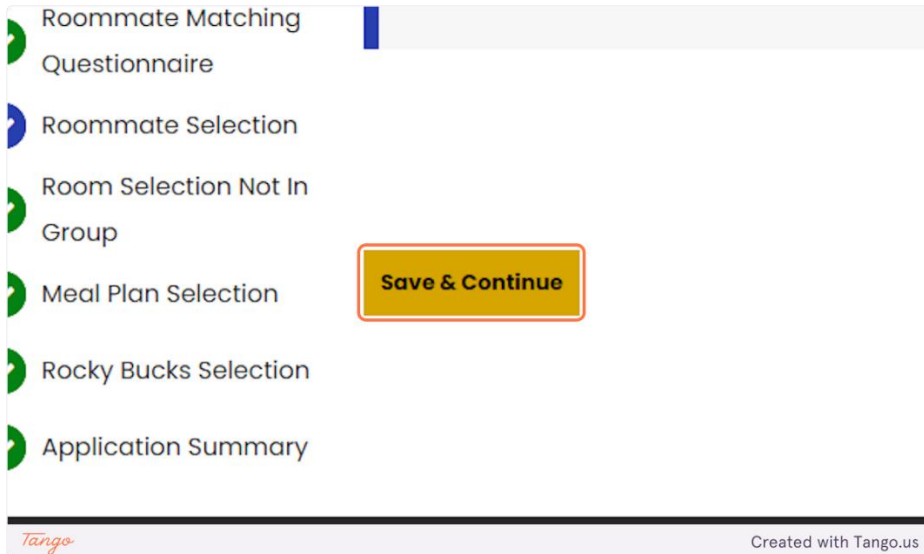 Roommate Matching
Questionnaire
Roommate Selection
Room Selection Not In
Group
Meal Plan Selection
Rocky Bucks Selection
Application Summary
Save & Continue
Tango
Created with Tango.us